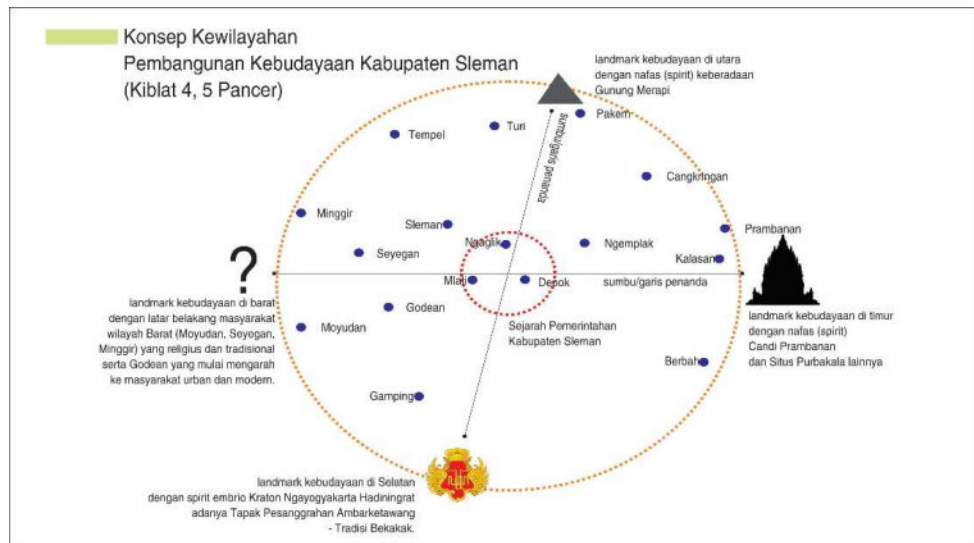 Konsep Kewilayahan
Pembangunan Kebudayaan Kabupaten Sleman
(Kiblat 4, 5 Pancer)
landmark kebudayaan di utara
dengan nafas (spirit) keberadaan
Gunung Merapi
Pakem
Turi
Tempel
sumbu/garis penanda
Cangkringan
Minggir
Sleman
Ngaglik
Ngemplak
Prambanan
Seyegan
Kalasan
?
Mlati
Depok
sumbu/garis penanda
landmark kebudayaan di barat
dengan latar belakang masyarakat
wilayah Barat (Moyudan, Seyegan,
Minggir) yang religius dan tradisional
serta Godean yang mulai mengarah
ke masyarakat urban dan modern.
Godean
Moyudan
Sejarah Pemerintahan
Kabupaten Sleman
landmark kebudayaan di timur
dengan nafas (spirit)
Candi Prambanan
dan Situs Purbakala lainnya
Berbah
Gamping
landmark kebudayaan di Selatan
dengan spirit embrio Kraton Ngayogyakarta Hadiningrat
adanya Tapak Pesanggrahan Ambarketawang
- Tradisi Bekakak.